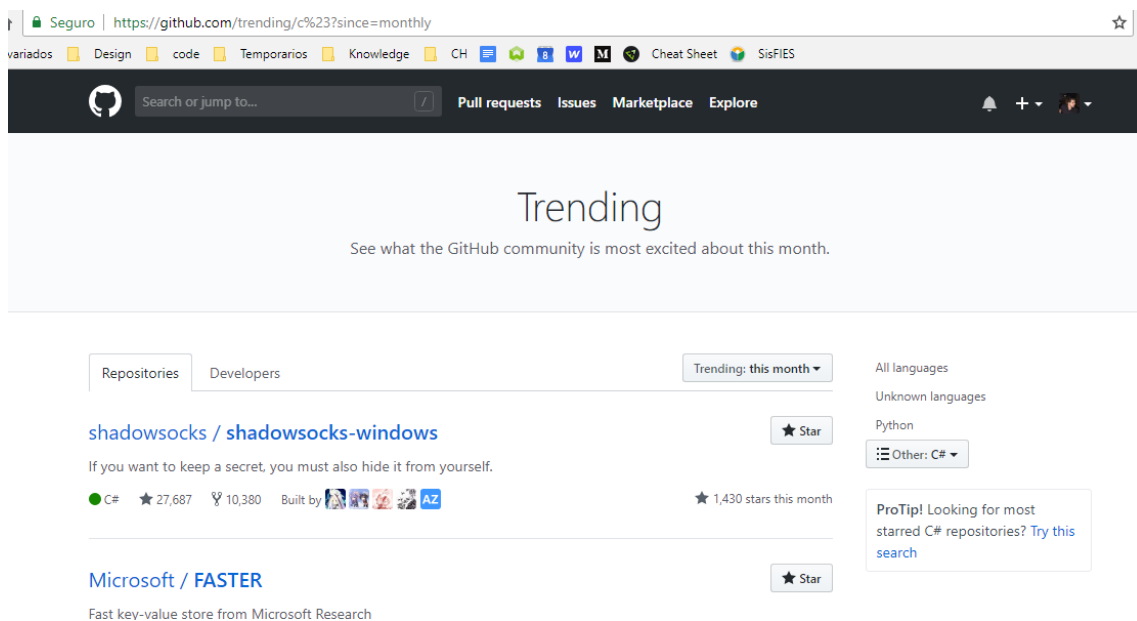 Seguro | https://github.com/trending/c%23?since=monthly
variados Design code Temporarios Knowledge CH 8 W M Cheat Sheet SisFIES
Search or jump to... / Pull requests Issues Marketplace Explore
Trending
See what the GitHub community is most excited about this month.
Repositories Developers Trending: this month All languages
Unknown languages
shadowsocks / shadowsocks-windows Star Python
Other: C#
If you want to keep a secret, you must also hide it from yourself.
C# 27,687 10,380 Built by AZ 1,430 stars this month
ProTip! Looking for most
starred C# repositories? Try this
search
Microsoft / FASTER Star
Fast key-value store from Microsoft Research